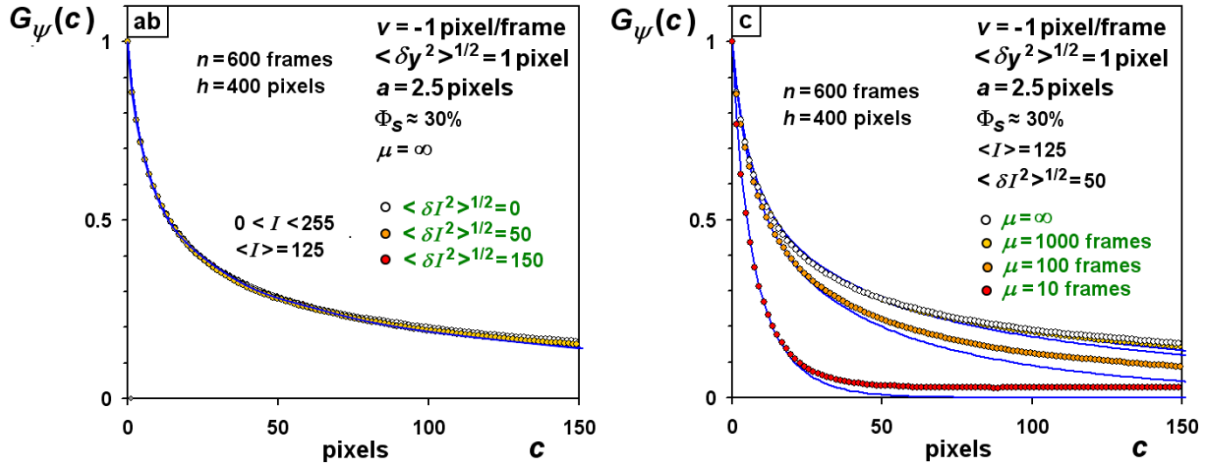 G_ψ(c)
ab
v = -1 pixel/frame
< δy² >^1/2 = 1 pixel
n = 600 frames
h = 400 pixels
a = 2.5 pixels
Φ_S ≈ 30%
μ = ∞
0 < I < 255
<I> = 125
< δI² >^1/2 = 0
< δI² >^1/2 = 50
< δI² >^1/2 = 150
1
0.5
0
0
50
100
150
pixels
c
G_ψ(c)
c
v = -1 pixel/frame
< δy² >^1/2 = 1 pixel
n = 600 frames
h = 400 pixels
a = 2.5 pixels
Φ_S ≈ 30%
<I> = 125
< δI² >^1/2 = 50
μ = ∞
μ = 1000 frames
μ = 100 frames
μ = 10 frames
1
0.5
0
0
50
100
150
pixels
c